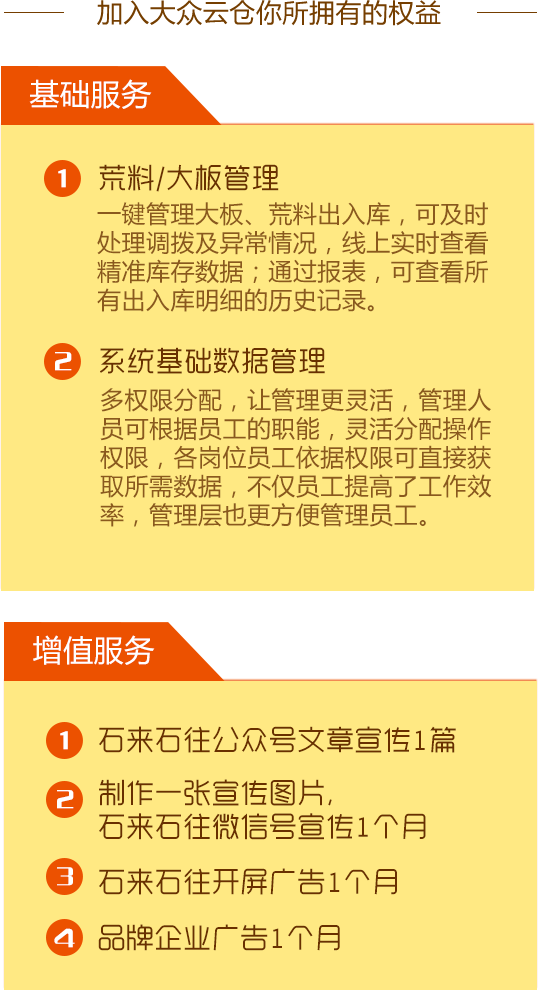 加入大众云仓你所拥有的权益
基础服务
1 荒料/大板管理
一键管理大板、荒料出入库，可及时
处理调拨及异常情况，线上实时查看
精准库存数据；通过报表，可查看所
有出入库明细的历史记录。
2 系统基础数据管理
多权限分配，让管理更灵活，管理人
员可根据员工的职能，灵活分配操作
权限，各岗位员工依据权限可直接获
取所需数据，不仅员工提高了工作效
率，管理层也更方便管理员工。
增值服务
1 石来石往公众号文章宣传1篇
2 制作一张宣传图片,
石来石往微信号宣传1个月
3 石来石往开屏广告1个月
4 品牌企业广告1个月